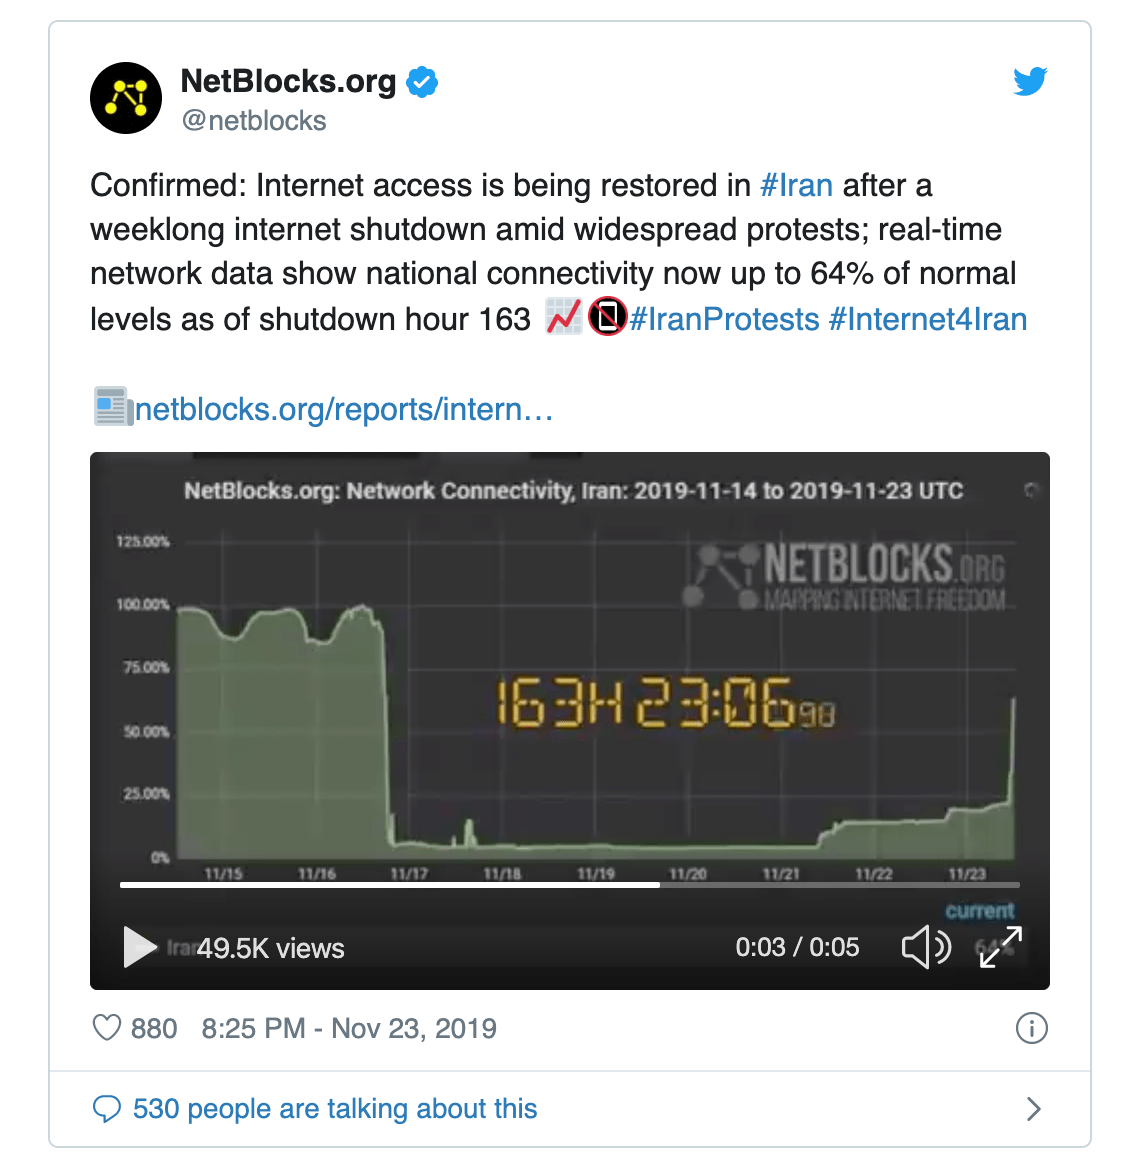 NetBlocks.org
@netblocks
Confirmed: Internet access is being restored in #Iran after a
weeklong internet shutdown amid widespread protests; real-time
network data show national connectivity now up to 64% of normal
levels as of shutdown hour 163 📈📵#IranProtests #Internet4Iran
📰netblocks.org/reports/intern…
NetBlocks.org: Network Connectivity, Iran: 2019-11-14 to 2019-11-23 UTC
NETBLOCKS.ORG
MAPPING INTERNET FREEDOM
125.00%
100.00%
75.00%
50.00%
25.00%
0%
163H 23:06 98
11/15 11/16 11/17 11/18 11/19 11/20 11/21 11/22 11/23
current
Iran 49.5K views 0:03 / 0:05 64%
880 8:25 PM - Nov 23, 2019
530 people are talking about this